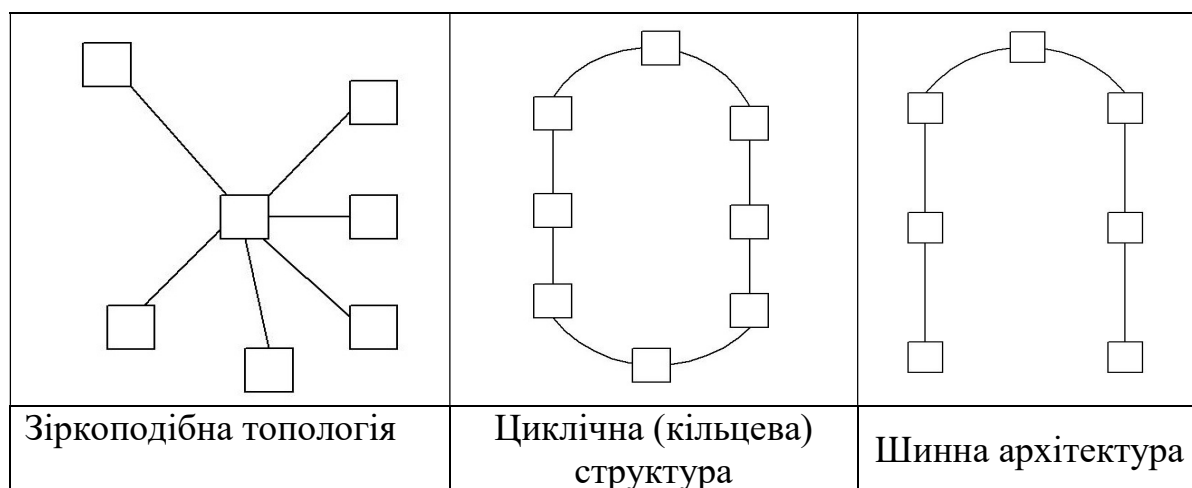 Зіркоподібна топологія
Циклічна (кільцева)
структура
Шинна архітектура